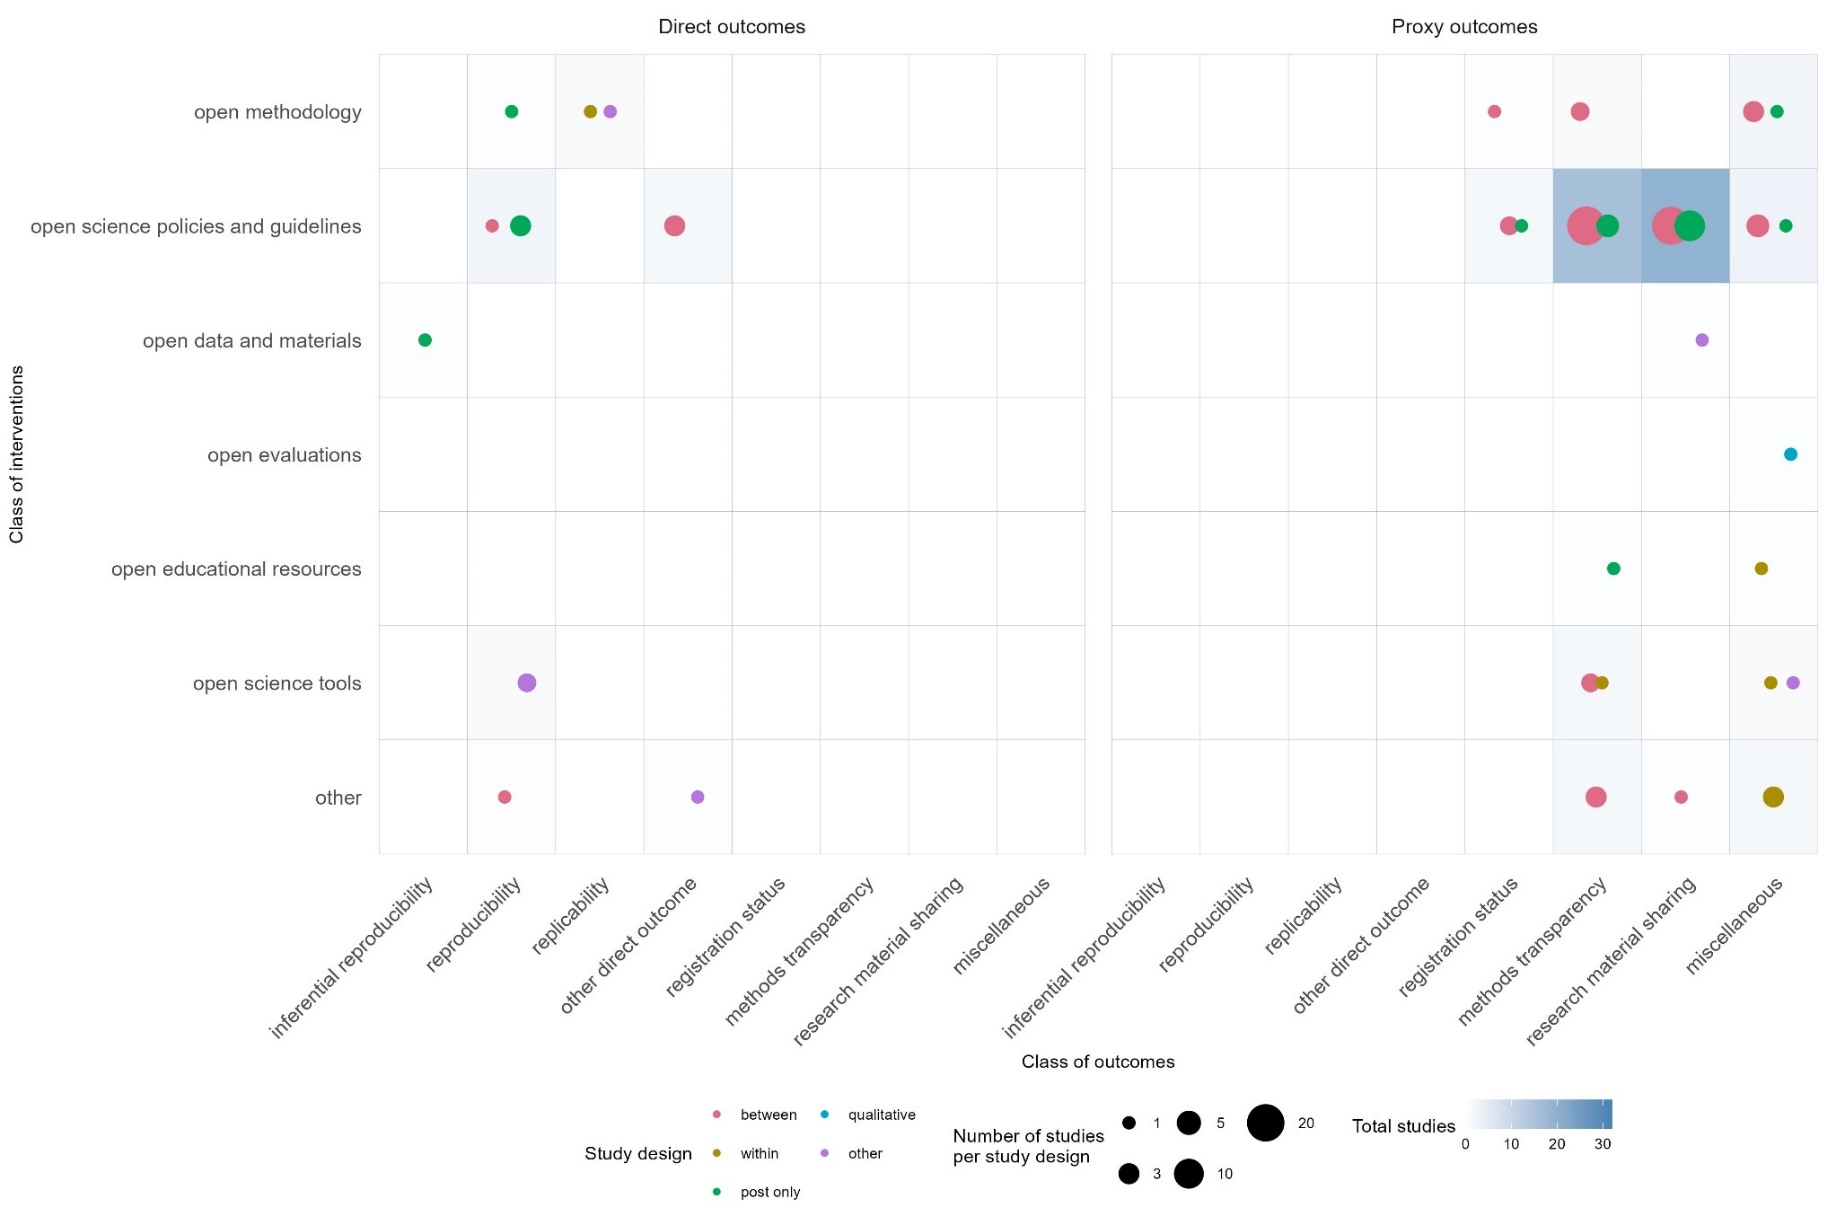 Direct outcomes
Proxy outcomes
open methodology
open science policies and guidelines
open data and materials
open evaluations
open educational resources
open science tools
other
Class of interventions
inferential reproducibility
reproducibility
replicability
other direct outcome
registration status
methods transparency
research material sharing
miscellaneous
inferential reproducibility
reproducibility
replicability
other direct outcome
registration status
methods transparency
research material sharing
miscellaneous
Class of outcomes
Study design
between
within
post only
qualitative
other
Number of studies
per study design
1
3
5
10
20
Total studies
0 10 20 30